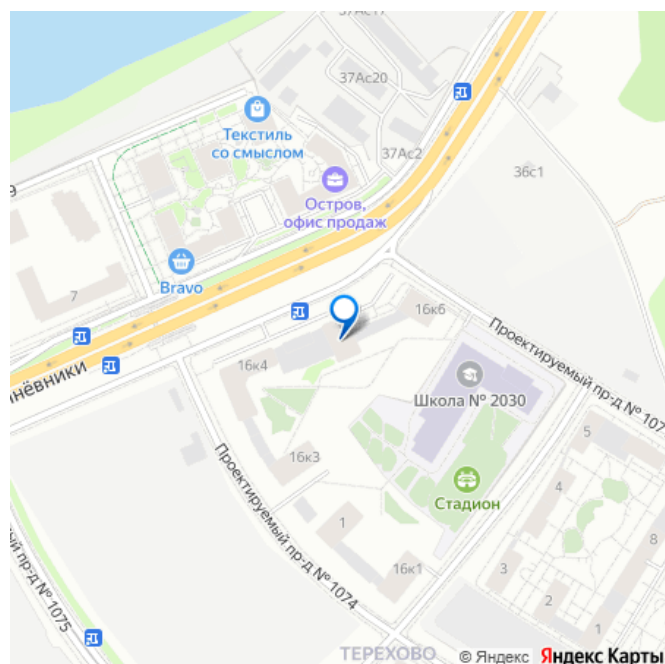 37Ас17
37Ас20
Текстиль
со смыслом
37Ас2
36с1
Остров,
офис продаж
Bravo
7
16к6
Проектируемый пр-д № 107
нёвники
16к4
Школа № 2030
16к3
Стадион
5
4
1
8
Проектируемый пр-д № 1074
16к1
3
2
1
пр-д № 1075
ТЕРЕХОВО
© Яндекс Яндекс Карты